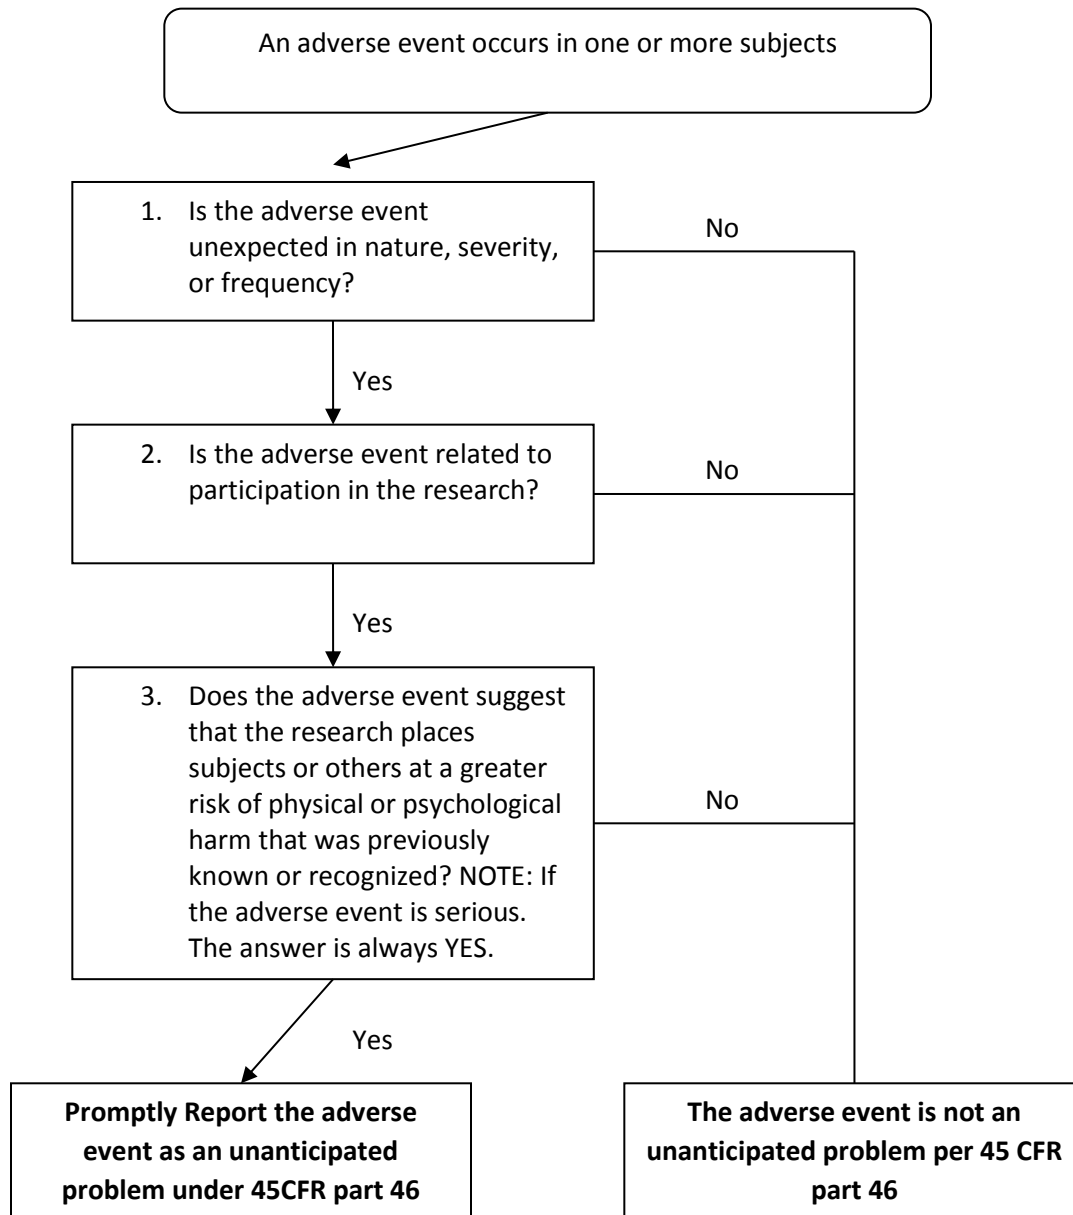 An adverse event occurs in one or more subjects
1. Is the adverse event
unexpected in nature, severity,
or frequency?
No
Yes
2. Is the adverse event related to
participation in the research?
No
Yes
3. Does the adverse event suggest
that the research places
subjects or others at a greater
risk of physical or psychological
harm that was previously
known or recognized? NOTE: If
the adverse event is serious.
The answer is always YES.
No
Yes
Promptly Report the adverse
event as an unanticipated
problem under 45CFR part 46
The adverse event is not an
unanticipated problem per 45 CFR
part 46